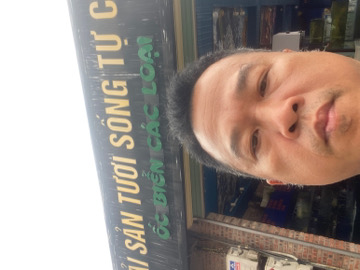 SẢN TƯƠI SỐNG TỰ
ỐC BIỂN CÁC LOẠI